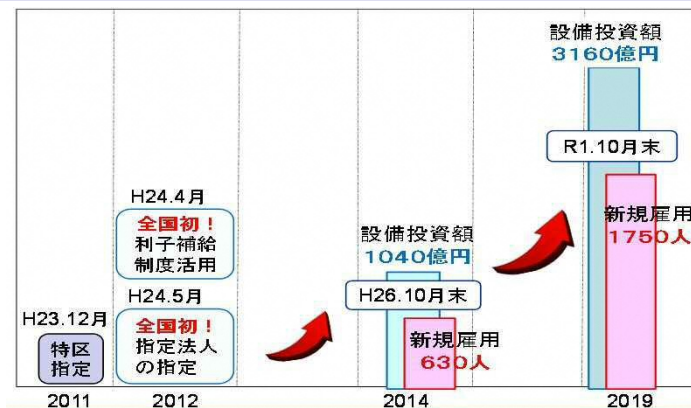 設備投資額
3160億円
R1.10月末
新規雇用
1750人
H24.4月
全国初！
利子補給
制度活用
設備投資額
1040億円
H24.5月
H26.10月末
H23.12月
全国初！
指定法人
の指定
特区
指定
新規雇用
630人
2011
2012
2014
2019